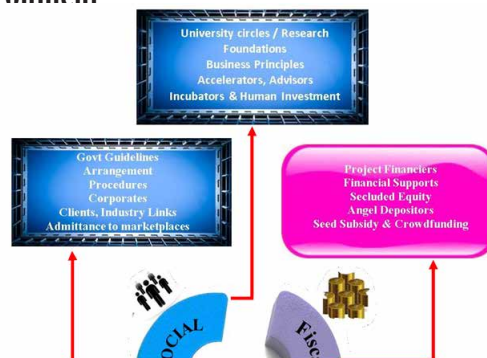 University circles / Research
Foundations
Business Principles
Accelerators, Advisors
Incubators & Human Investment
Govt Guidelines
Arrangement
Procedures
Corporates
Clients, Industry Links
Admittance to marketplaces
Project Financiers
Financial Supports
Secluded Equity
Angel Depositors
Seed Subsidy & Crowdfunding